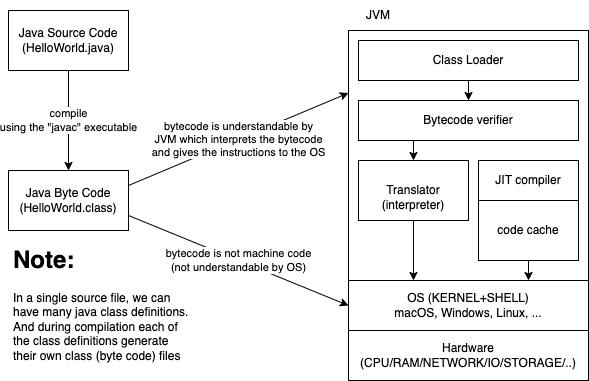 JVM
Java Source Code
(HelloWorld.java)
compile
using the "javac" executable
Java Byte Code
(HelloWorld.class)
bytecode is understandable by
JVM which interprets the bytecode
and gives the instructions to the OS
bytecode is not machine code
(not understandable by OS)
Class Loader
Bytecode verifier
Translator
(interpreter)
JIT compiler
code cache
OS (KERNEL+SHELL)
macOS, Windows, Linux, ...
Hardware
(CPU/RAM/NETWORK/IO/STORAGE/..)
Note:
In a single source file, we can
have many java class definitions.
And during compilation each of
the class definitions generate
their own class (byte code) files